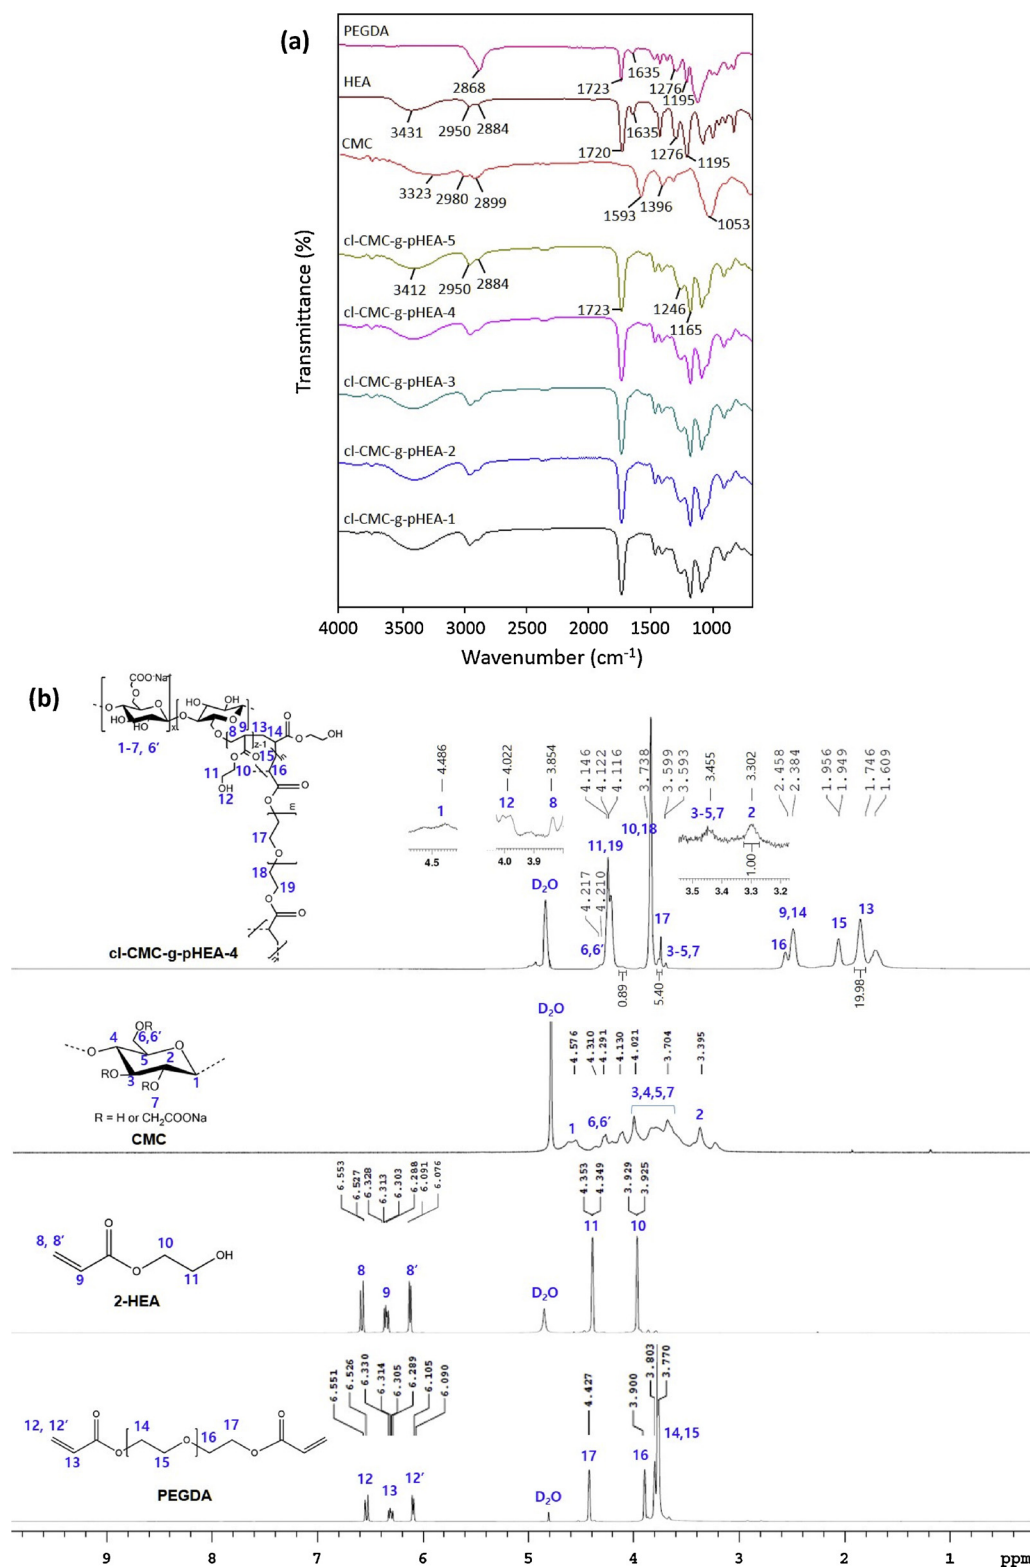 (a)
PEGDA
2868
1723
1635
1276
1195
HEA
3431
2950
2884
1720
1635
1276
1195
CMC
3323
2980
2899
1593
1396
1053
cl-CMC-g-pHEA-5
3412
2950
2884
1723
1246
1165
cl-CMC-g-pHEA-4
cl-CMC-g-pHEA-3
cl-CMC-g-pHEA-2
cl-CMC-g-pHEA-1
Transmittance (%)
4000 3500 3000 2500 2000 1500 1000
Wavenumber (cm-1)
(b)
COO-Na+
O
HO
HO
O
x
HO
OH
O
1-7, 6′
8 9 13 14
z-1
O
OH
15
10
16
11
OH
12
m
17
18
19
cl-CMC-g-pHEA-4
4.486
1
4.5
4.022
3.854
12
8
4.0 3.9
4.146
4.122
4.116
3.738
3.599
3.593
3.455
3.302
3-5,7
2
1.00
3.5 3.4 3.3 3.2
2.458
2.384
1.956
1.949
1.746
1.609
10,18
11,19
D2O
4.217
4.210
6,6′
17
3-5,7
0.89
5.40
16
9,14
15
13
19.98
OR
6,6′
4
O
5
2
RO
3
RO
1
7
R = H or CH2COONa
CMC
D2O
4.576
4.310
4.291
4.130
4.021
3.704
3.395
1
6,6′
3,4,5,7
2
8, 8′
O
10
OH
9
O
11
13
2-HEA
6.553
6.527
6.328
6.313
6.303
6.288
6.091
6.076
8
9
8′
D2O
4.353
4.349
3.929
3.925
11
10
12, 12′
O
14
17
O
13
O
15
O
16
O
PEGDA
6.551
6.526
6.330
6.314
6.305
6.289
6.105
6.090
12
13
12′
D2O
4.427
3.900
3.803
3.770
17
16
14,15
9 8 7 6 5 4 3 2 1 ppm